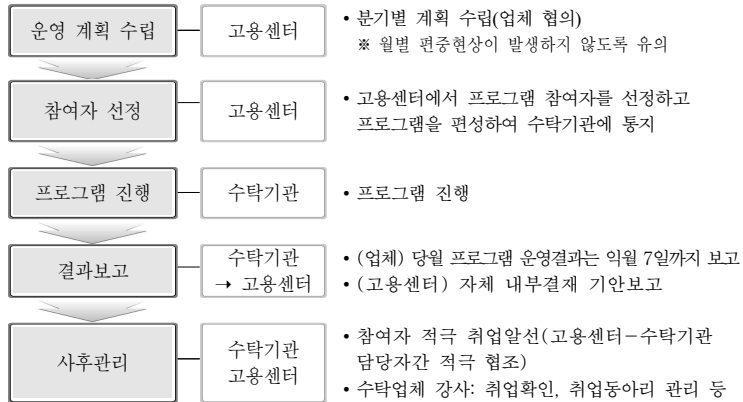 운영 계획 수립
고용센터
• 분기별 계획 수립(업체 협의)
※ 월별 편중현상이 발생하지 않도록 유의
참여자 선정
고용센터
• 고용센터에서 프로그램 참여자를 선정하고
프로그램을 편성하여 수탁기관에 통지
프로그램 진행
수탁기관
• 프로그램 진행
결과보고
수탁기관
→ 고용센터
• (업체) 당월 프로그램 운영결과는 익월 7일까지 보고
• (고용센터) 자체 내부결재 기안보고
사후관리
수탁기관
고용센터
• 참여자 적극 취업알선(고용센터-수탁기관
담당자간 적극 협조)
• 수탁업체 강사: 취업확인, 취업동아리 관리 등